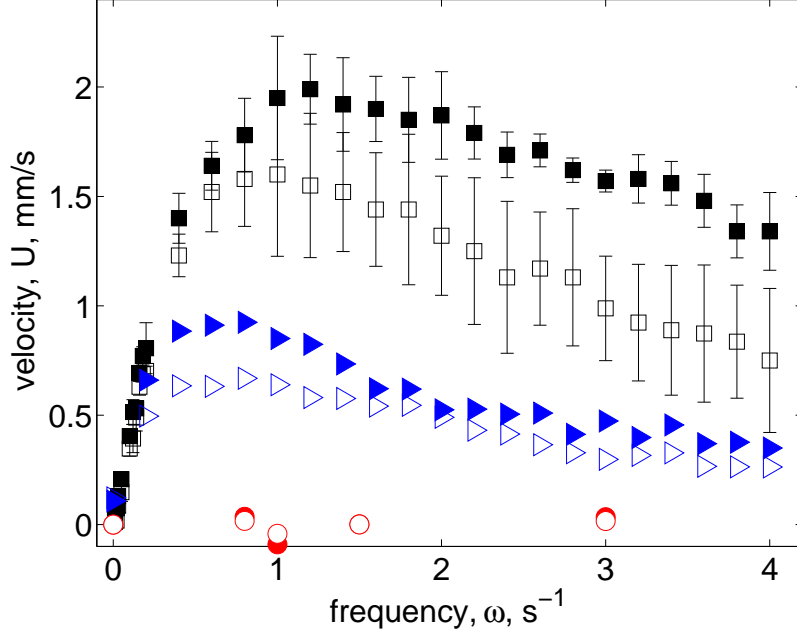 velocity, U, mm/s
2
1.5
1
0.5
0
0 1 2 3 4
frequency, ω, s⁻¹